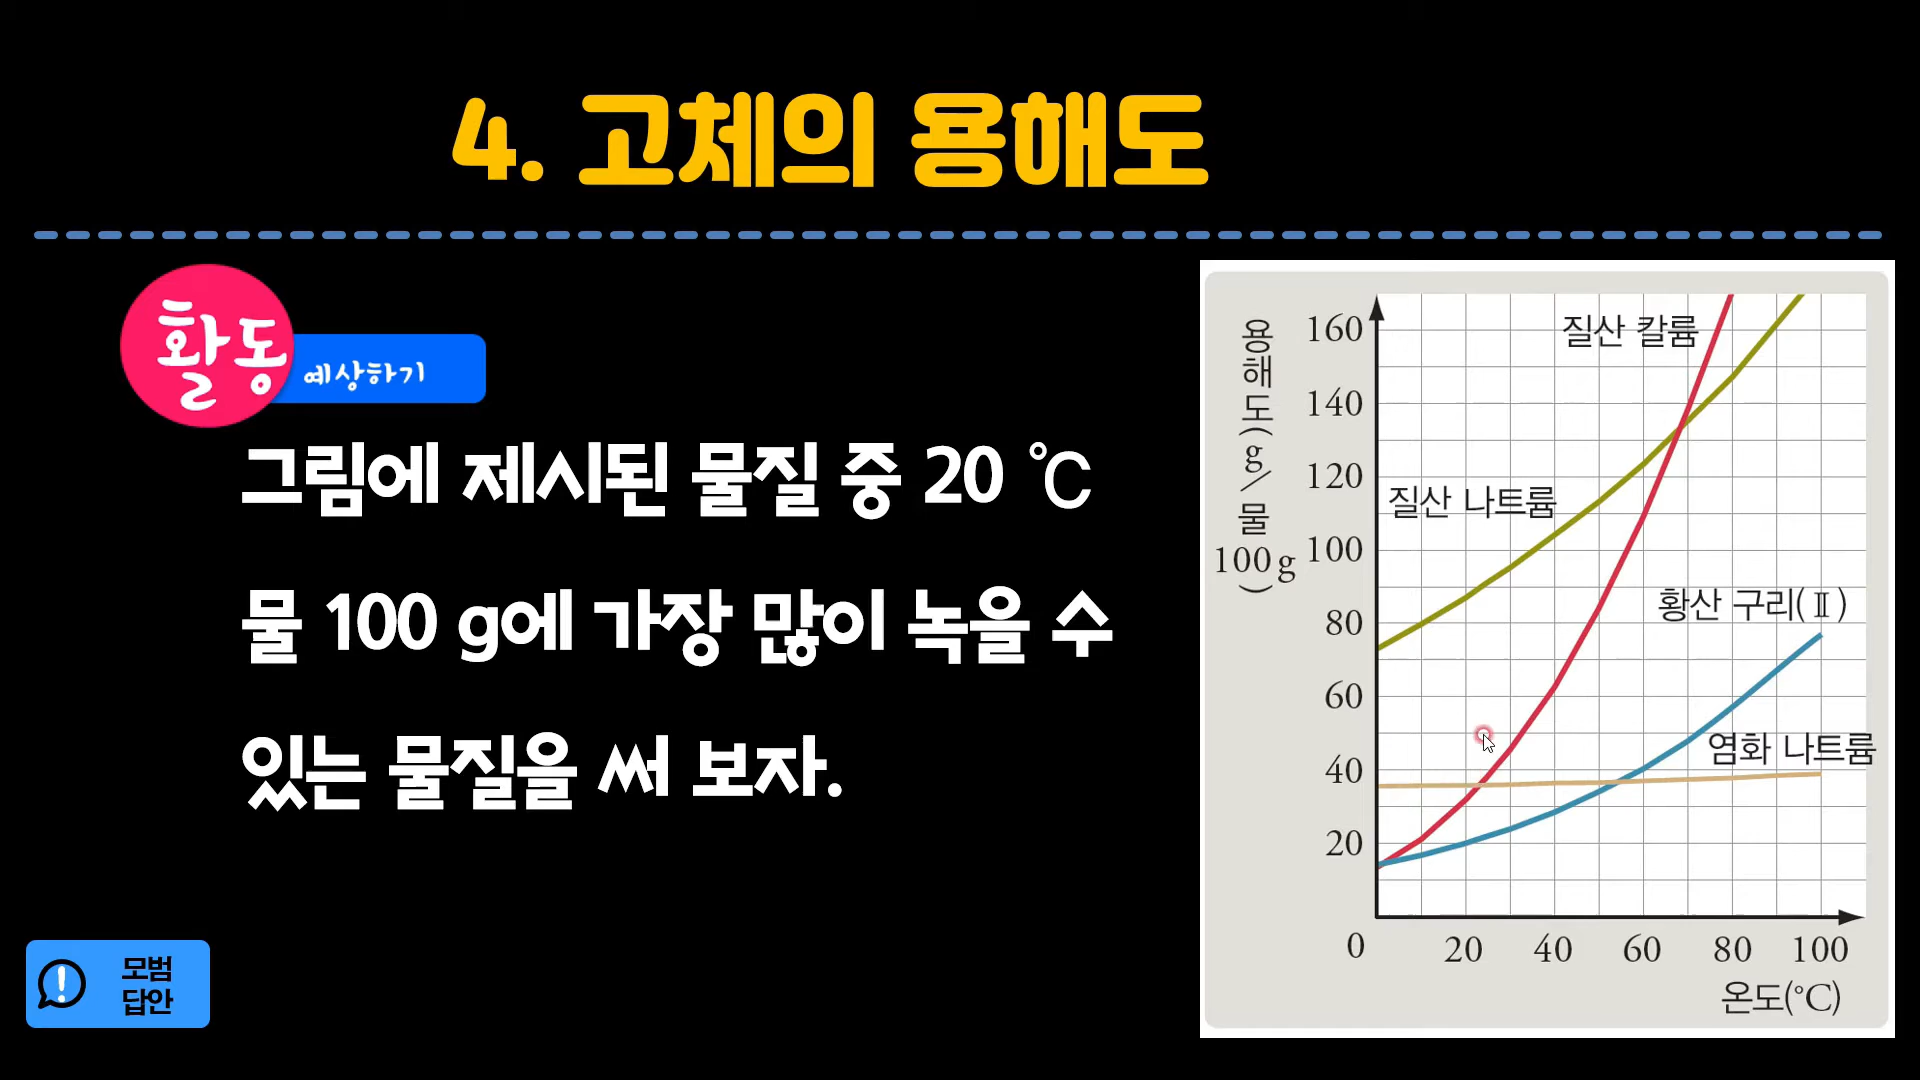 4. 고체의 용해도
활동
예상하기
그림에 제시된 물질 중 20 ℃
물 100 g에 가장 많이 녹을 수
있는 물질을 써 보자.
모범
답안
용해도(g/물 100 g)
160
140
120
100
80
60
40
20
0
20 40 60 80 100
온도(℃)
질산 칼륨
질산 나트륨
황산 구리(Ⅱ)
염화 나트륨